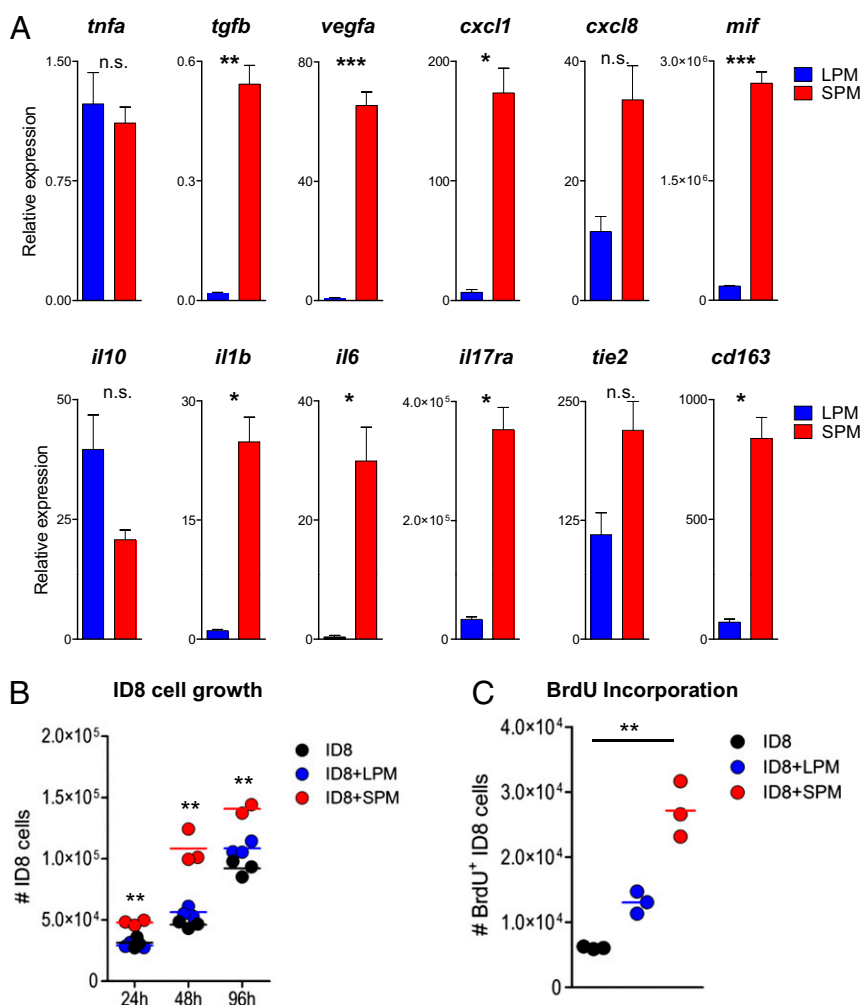 A
tnfa tgfb vegfa cxcl1 cxcl8 mif
n.s. ** *** * n.s. ***
LPM
SPM
Relative expression
1.50 0.6 80 200 40 3.0×10⁶
0.75 0.3 40 100 20 1.5×10⁶
0.00 0.0 0 0 0 0
il10 il1b il6 il17ra tie2 cd163
n.s. * * * n.s. *
LPM
SPM
Relative expression
50 30 40 4.0×10⁵ 250 1000
25 15 20 2.0×10⁵ 125 500
0 0 0 0 0 0
B
ID8 cell growth
# ID8 cells
2.0×10⁵
1.5×10⁵
1.0×10⁵
5.0×10⁴
0
** ** **
24h 48h 96h
ID8
ID8+LPM
ID8+SPM
C
BrdU Incorporation
# BrdU⁺ ID8 cells
4.0×10⁴
3.0×10⁴
2.0×10⁴
1.0×10⁴
0
**
ID8
ID8+LPM
ID8+SPM